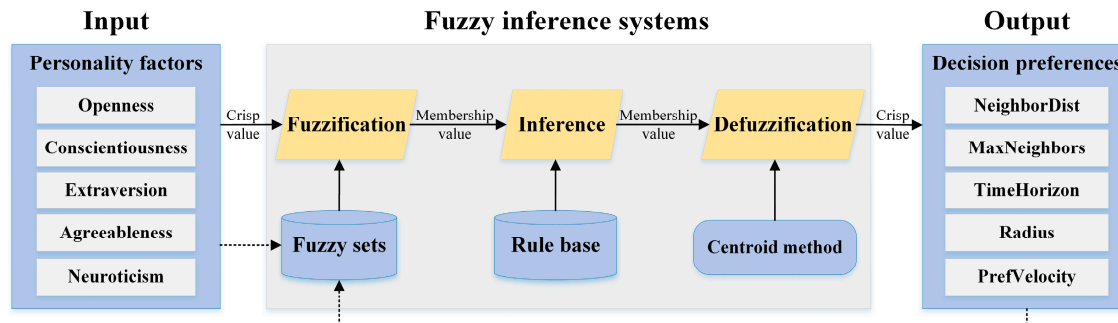 Input
Fuzzy inference systems
Output
Personality factors
Openness
Conscientiousness
Extraversion
Agreeableness
Neuroticism
Crisp
value
Fuzzification
Membership
value
Inference
Membership
value
Defuzzification
Crisp
value
Fuzzy sets
Rule base
Centroid method
Decision preferences
NeighborDist
MaxNeighbors
TimeHorizon
Radius
PrefVelocity